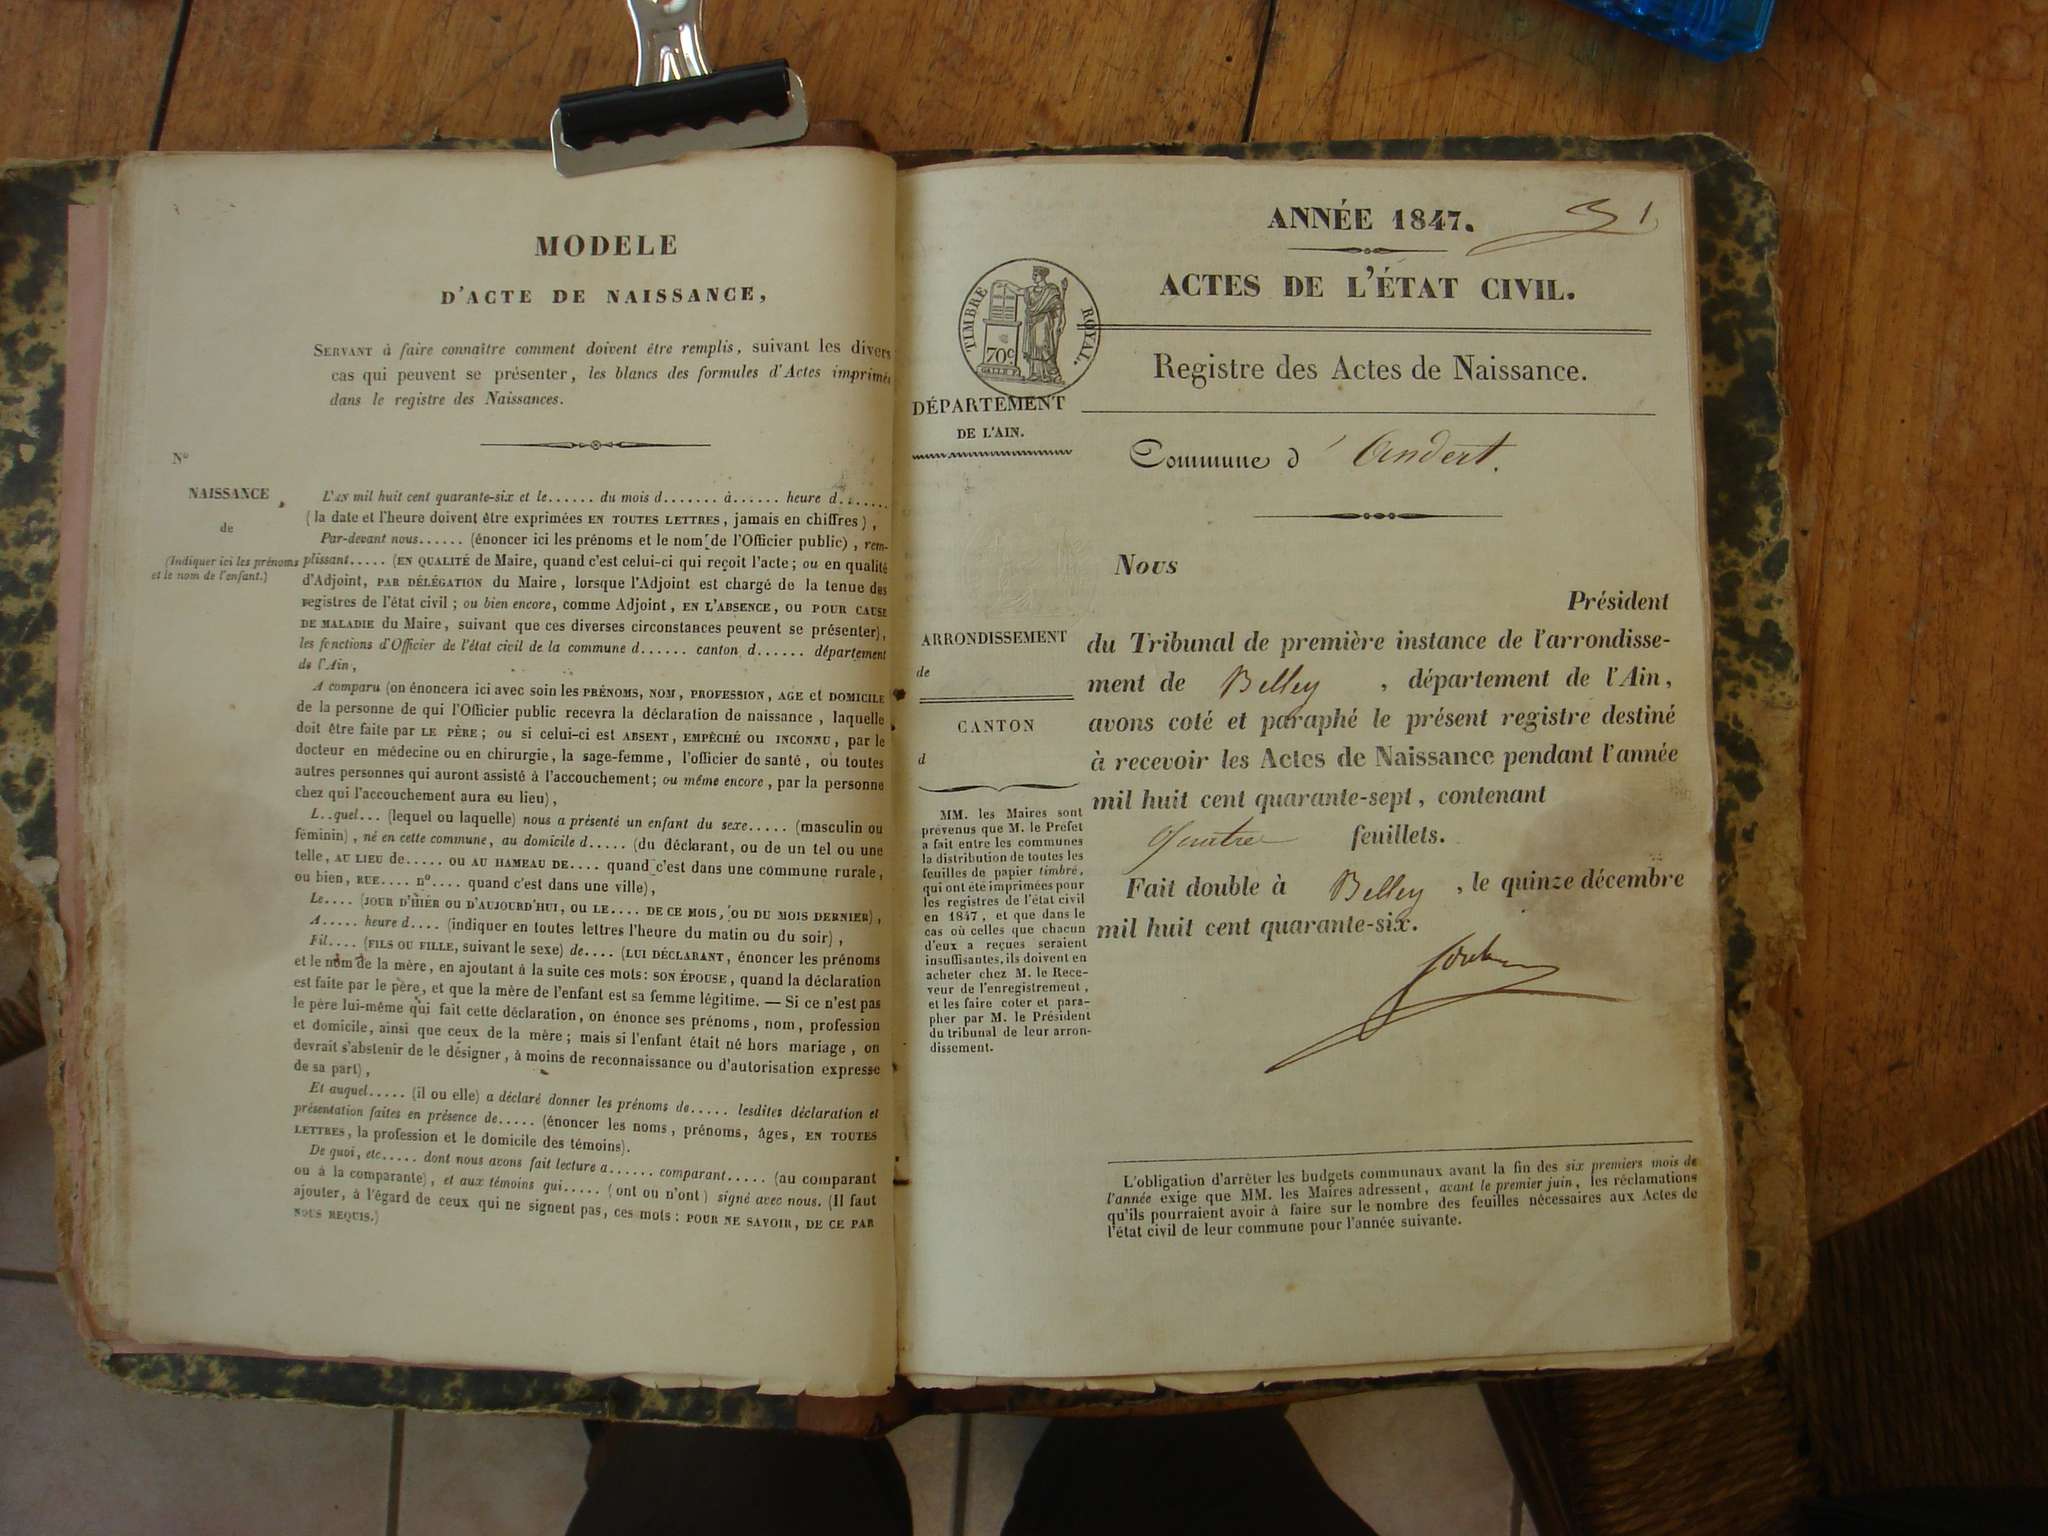 MODELE
D'ACTE DE NAISSANCE,
SERVANT à faire connaître comment doivent être remplis, suivant les divers
cas qui peuvent se présenter, les blancs des formules d'Actes imprimés
dans le registre des Naissances.
N°
NAISSANCE
de
(Indiquer ici les prénoms
et le nom de l'enfant.)
L'AN mil huit cent quarante-six et le...... du mois d....... à...... heure d.......
(la date et l'heure doivent être exprimées EN TOUTES LETTRES, jamais en chiffres),
Par-devant nous...... (énoncer ici les prénoms et le nom de l'Officier public), rem-
plissant..... (EN QUALITÉ de Maire, quand c'est celui-ci qui reçoit l'acte; ou en qualité
d'Adjoint, PAR DÉLÉGATION du Maire, lorsque l'Adjoint est chargé de la tenue des
registres de l'état civil; ou bien encore, comme Adjoint, EN L'ABSENCE, OU POUR CAUSE
DE MALADIE du Maire, suivant que ces diverses circonstances peuvent se présenter),
les fonctions d'Officier de l'état civil de la commune d...... canton d...... département
de l'Ain,
A comparu (on énoncera ici avec soin les PRÉNOMS, NOM, PROFESSION, AGE et DOMICILE
de la personne de qui l'Officier public recevra la déclaration de naissance, laquelle
doit être faite par LE PÈRE; ou si celui-ci est ABSENT, EMPÊCHÉ OU INCONNU, par le
docteur en médecine ou en chirurgie, la sage-femme, l'officier de santé, ou toutes
autres personnes qui auront assisté à l'accouchement; ou même encore, par la personne
chez qui l'accouchement aura eu lieu),
L..quel... (lequel ou laquelle) nous a présenté un enfant du sexe..... (masculin ou
féminin), né en cette commune, au domicile d..... (du déclarant, ou de un tel ou une
telle, AU LIEU de..... OU AU HAMEAU DE.... quand c'est dans une commune rurale,
ou bien, RUE.... n°.... quand c'est dans une ville),
Le.... (JOUR D'HIER OU D'AUJOURD'HUI, OU LE.... DE CE MOIS, OU DU MOIS DERNIER),
A..... heure d.... (indiquer en toutes lettres l'heure du matin ou du soir),
Fil.... (FILS OU FILLE, suivant le sexe) de.... (LUI DÉCLARANT, énoncer les prénoms
et le nom de la mère, en ajoutant à la suite ces mots: SON ÉPOUSE, quand la déclaration
est faite par le père, et que la mère de l'enfant est sa femme légitime. — Si ce n'est pas
le père lui-même qui fait cette déclaration, on énonce ses prénoms, nom, profession
et domicile, ainsi que ceux de la mère; mais si l'enfant était né hors mariage, on
devrait s'abstenir de le désigner, à moins de reconnaissance ou d'autorisation expresse
de sa part),
Et auquel..... (il ou elle) a déclaré donner les prénoms de..... lesdites déclaration et
présentation faites en présence de..... (énoncer les noms, prénoms, âges, EN TOUTES
LETTRES, la profession et le domicile des témoins).
De quoi, etc..... dont nous avons fait lecture a...... comparant..... (au comparant
ou à la comparante), et aux témoins qui..... (ont ou n'ont) signé avec nous. (Il faut
ajouter, à l'égard de ceux qui ne signent pas, ces mots: POUR NE SAVOIR, DE CE PAR
NOUS REQUIS.)
ANNÉE 1847.
1
ACTES DE L'ÉTAT CIVIL.
TIMBRE ROYAL.
70c
Registre des Actes de Naissance.
DÉPARTEMENT
DE L'AIN.
Commune d'Andert.
Nous
Président
du Tribunal de première instance de l'arrondisse-
ment de Belley, département de l'Ain,
avons coté et paraphé le présent registre destiné
à recevoir les Actes de Naissance pendant l'année
mil huit cent quarante-sept, contenant
quatre feuillets.
Fait double à Belley, le quinze décembre
mil huit cent quarante-six.
ARRONDISSEMENT
de
CANTON
d
MM. les Maires sont
prévenus que M. le Préfet
a fait entre les communes
la distribution de toutes les
feuilles de papier timbré,
qui ont été imprimées pour
les registres de l'état civil
en 1847, et que dans le
cas où celles que chacun
d'eux a reçues seraient
insuffisantes, ils doivent en
acheter chez M. le Rece-
veur de l'enregistrement,
et les faire coter et para-
pher par M. le Président
du tribunal de leur arron-
dissement.
L'obligation d'arrêter les budgets communaux avant la fin des six premiers mois de
l'année exige que MM. les Maires adressent, avant le premier juin, les réclamations
qu'ils pourraient avoir à faire sur le nombre des feuilles nécessaires aux Actes de
l'état civil de leur commune pour l'année suivante.